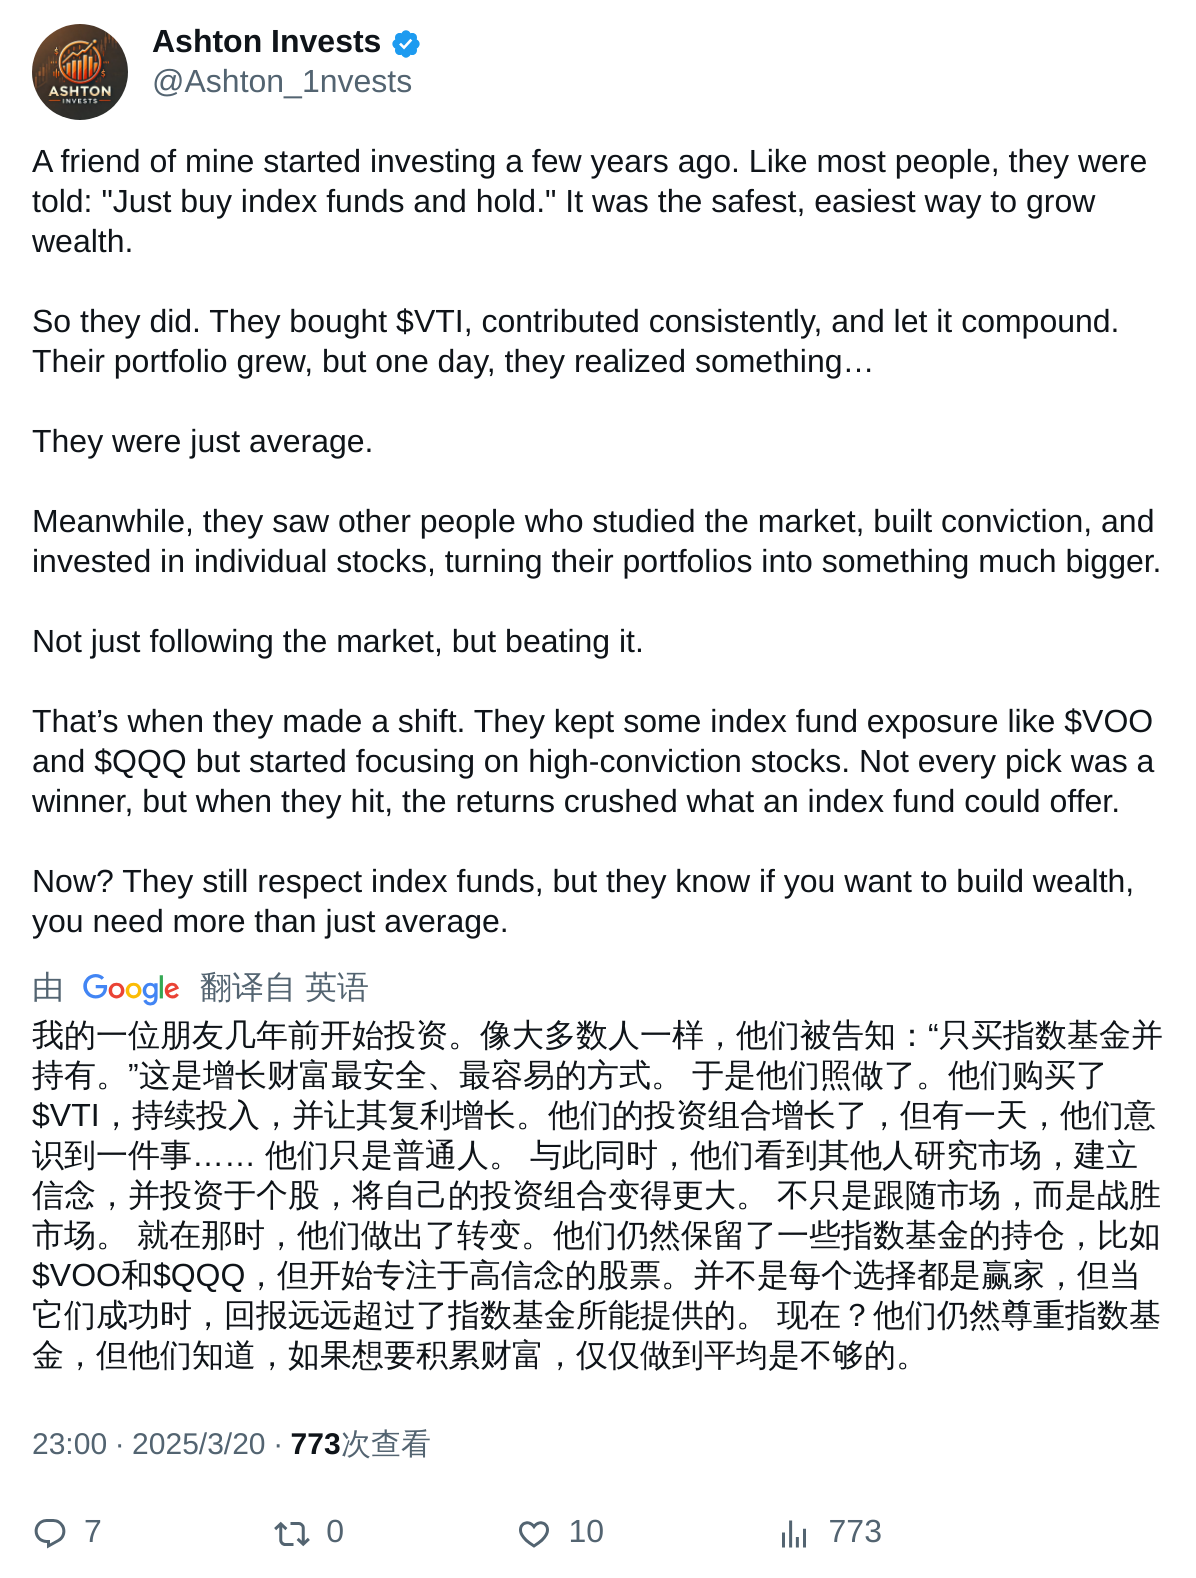 ASHTON
INVESTS
Ashton Invests
@Ashton_1nvests
A friend of mine started investing a few years ago. Like most people, they were
told: "Just buy index funds and hold." It was the safest, easiest way to grow
wealth.
So they did. They bought $VTI, contributed consistently, and let it compound.
Their portfolio grew, but one day, they realized something…
They were just average.
Meanwhile, they saw other people who studied the market, built conviction, and
invested in individual stocks, turning their portfolios into something much bigger.
Not just following the market, but beating it.
That’s when they made a shift. They kept some index fund exposure like $VOO
and $QQQ but started focusing on high-conviction stocks. Not every pick was a
winner, but when they hit, the returns crushed what an index fund could offer.
Now? They still respect index funds, but they know if you want to build wealth,
you need more than just average.
由 Google 翻译自 英语
我的一位朋友几年前开始投资。像大多数人一样，他们被告知：“只买指数基金并
持有。”这是增长财富最安全、最容易的方式。 于是他们照做了。他们购买了
$VTI，持续投入，并让其复利增长。他们的投资组合增长了，但有一天，他们意
识到一件事…… 他们只是普通人。 与此同时，他们看到其他人研究市场，建立
信念，并投资于个股，将自己的投资组合变得更大。 不只是跟随市场，而是战胜
市场。 就在那时，他们做出了转变。他们仍然保留了一些指数基金的持仓，比如
$VOO和$QQQ，但开始专注于高信念的股票。并不是每个选择都是赢家，但当
它们成功时，回报远远超过了指数基金所能提供的。 现在？他们仍然尊重指数基
金，但他们知道，如果想要积累财富，仅仅做到平均是不够的。
23:00 · 2025/3/20 · 773次查看
7 0 10 773